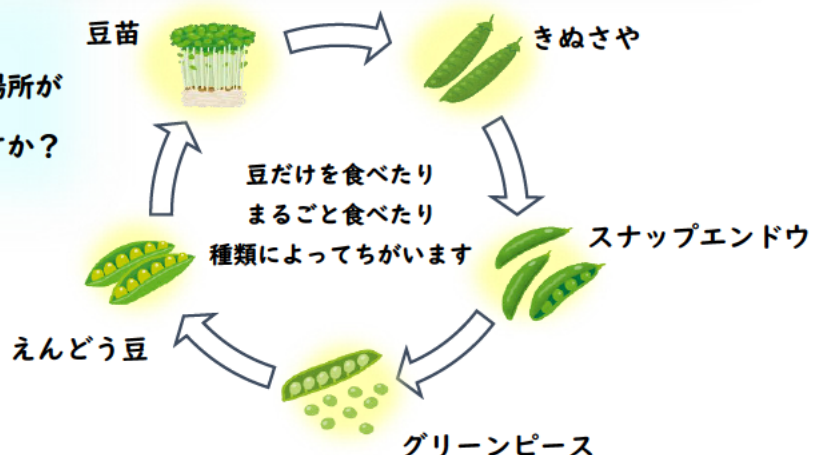 豆苗
きぬさや
場所が
すか？
豆だけを食べたり
まるごと食べたり
種類によってちがいます
スナップエンドウ
えんどう豆
グリーンピース